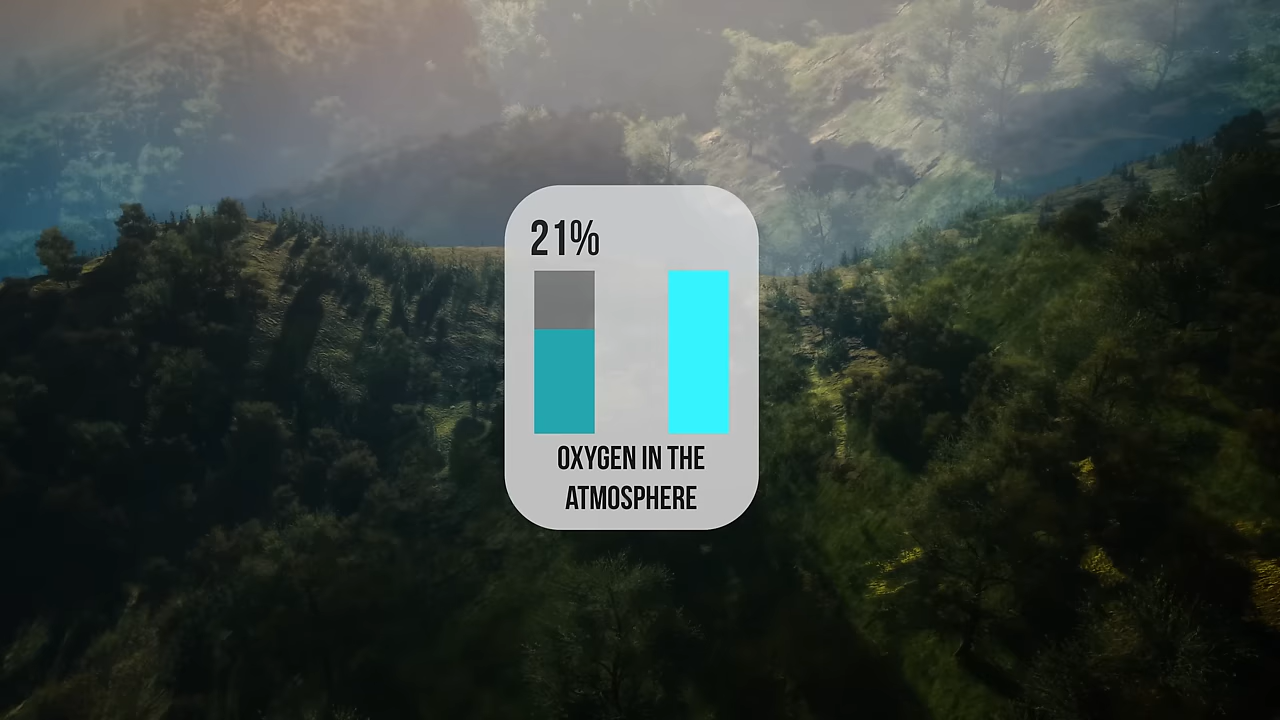 21%
OXYGEN IN THE
ATMOSPHERE